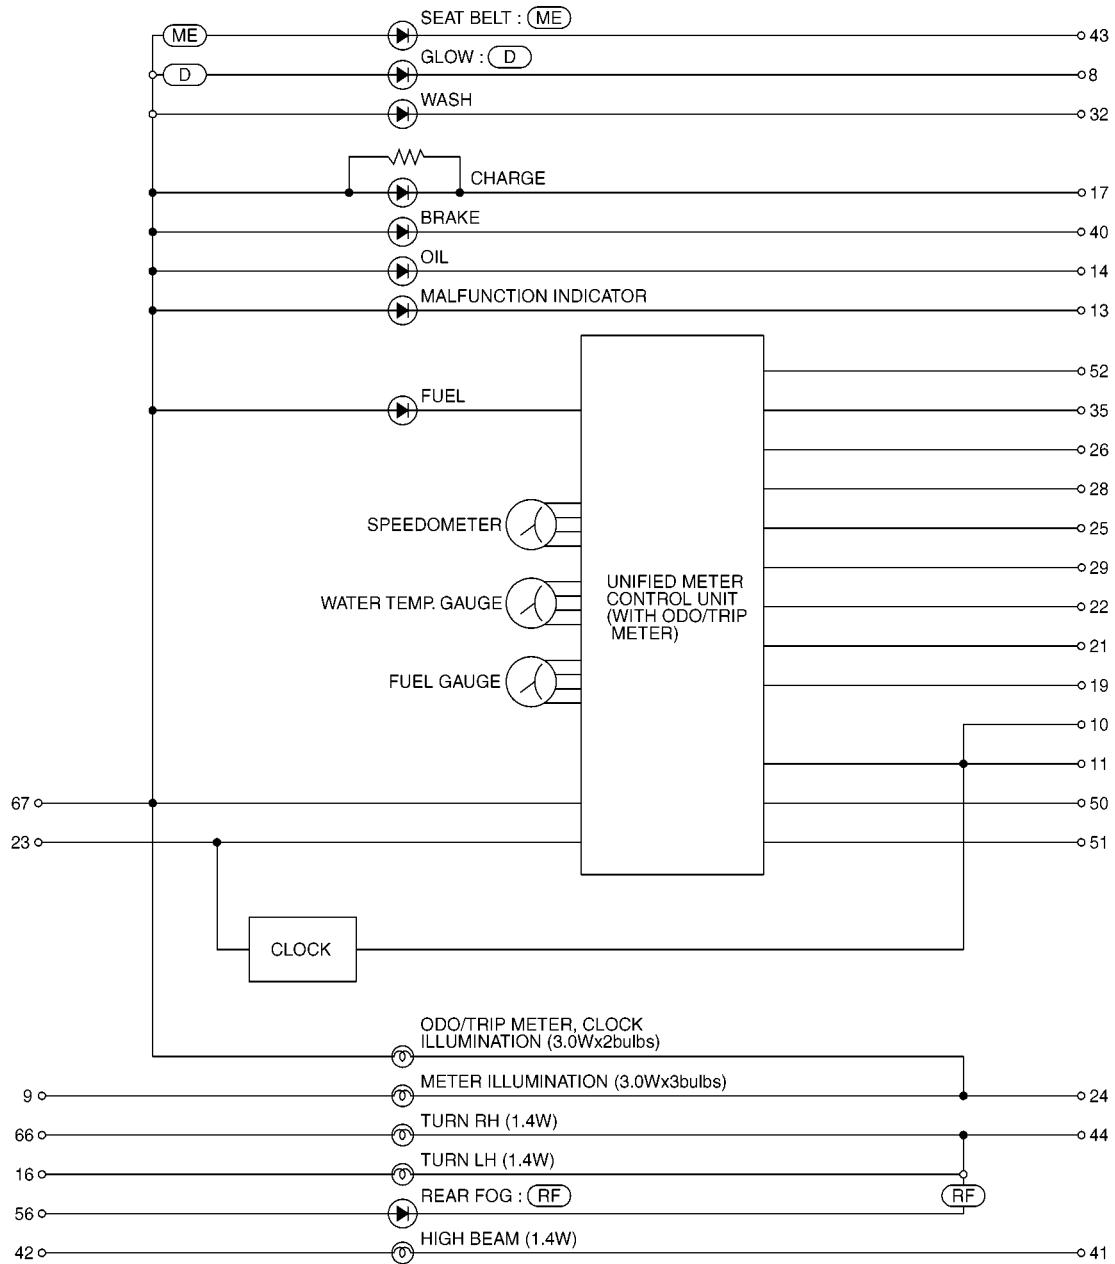 SEAT BELT : ME
ME
43
GLOW : D
D
8
WASH
32
CHARGE
17
BRAKE
40
OIL
14
MALFUNCTION INDICATOR
13
52
FUEL
35
26
28
SPEEDOMETER
25
29
UNIFIED METER
CONTROL UNIT
(WITH ODO/TRIP
METER)
WATER TEMP. GAUGE
22
21
FUEL GAUGE
19
10
11
67
50
23
51
CLOCK
ODO/TRIP METER, CLOCK
ILLUMINATION (3.0Wx2bulbs)
METER ILLUMINATION (3.0Wx3bulbs)
9
24
TURN RH (1.4W)
66
44
TURN LH (1.4W)
16
REAR FOG : RF
RF
56
HIGH BEAM (1.4W)
42
41